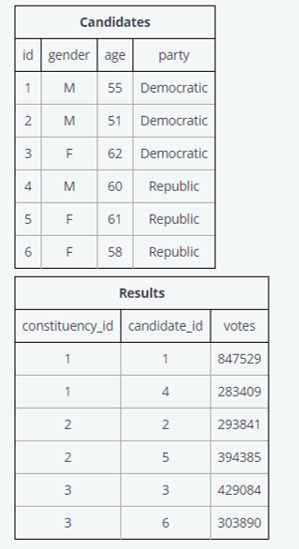 Candidates
id gender age party
1 M 55 Democratic
2 M 51 Democratic
3 F 62 Democratic
4 M 60 Republic
5 F 61 Republic
6 F 58 Republic
Results
constituency_id candidate_id votes
1 1 847529
1 4 283409
2 2 293841
2 5 394385
3 3 429084
3 6 303890